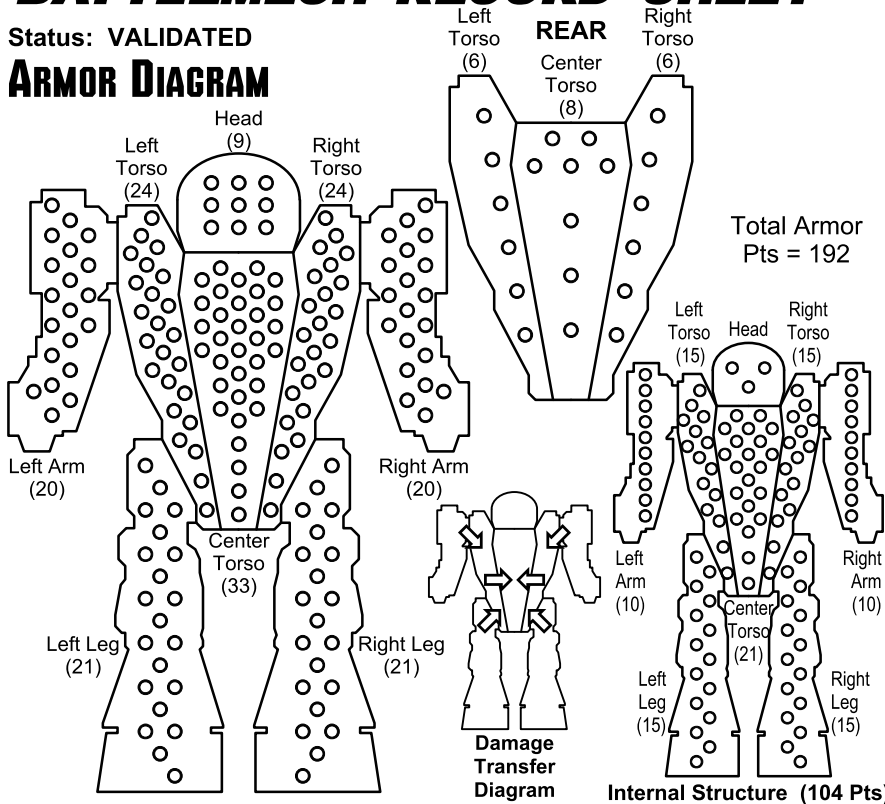 BATTLEMECH RECORD SHEET
Status: VALIDATED
ARMOR DIAGRAM
Head
(9)
Left
Torso
(24)
Right
Torso
(24)
Left Arm
(20)
Right Arm
(20)
Center
Torso
(33)
Left Leg
(21)
Right Leg
(21)
Left
Torso
(6)
REAR
Center
Torso
(8)
Right
Torso
(6)
Total Armor
Pts = 192
Left
Torso
(15)
Head
Right
Torso
(15)
Left
Arm
(10)
Right
Arm
(10)
Center
Torso
(21)
Left
Leg
(15)
Right
Leg
(15)
Damage
Transfer
Diagram
Internal Structure (104 Pts)